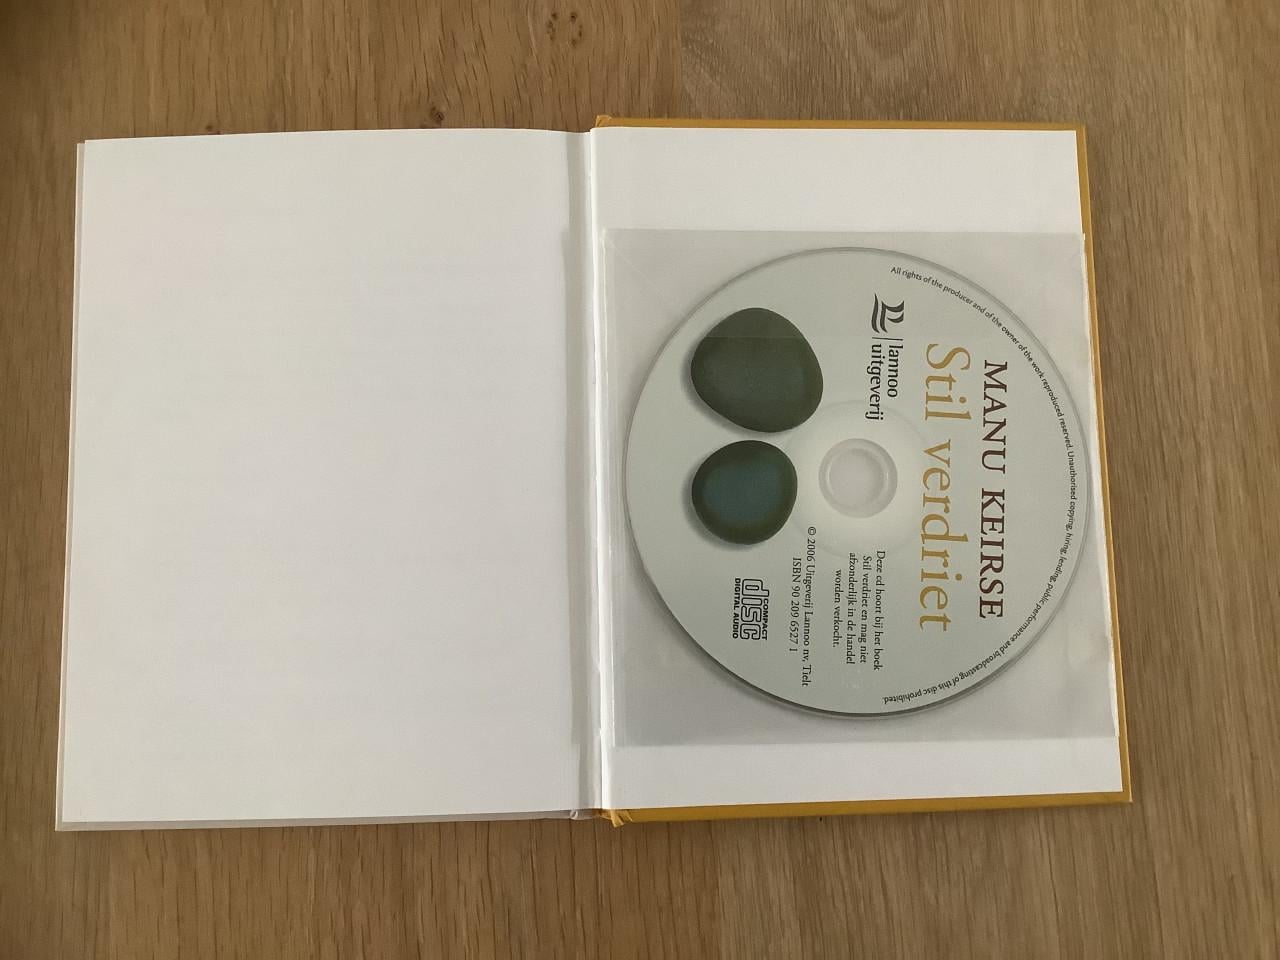 All rights of the producer and of the owner of the work reproduced reserved. Unauthorised copying, hiring, lending, public performance and broadcasting of this disc prohibited.
MANU KEIRSE
Stil verdriet
lannoo
uitgeverij
Deze cd hoort bij het boek
Stil verdriet en mag niet
afzonderlijk in de handel
worden verkocht.
© 2006 Uitgeverij Lannoo nv, Tielt
ISBN 90 209 6527 1
COMPACT
disc
DIGITAL AUDIO